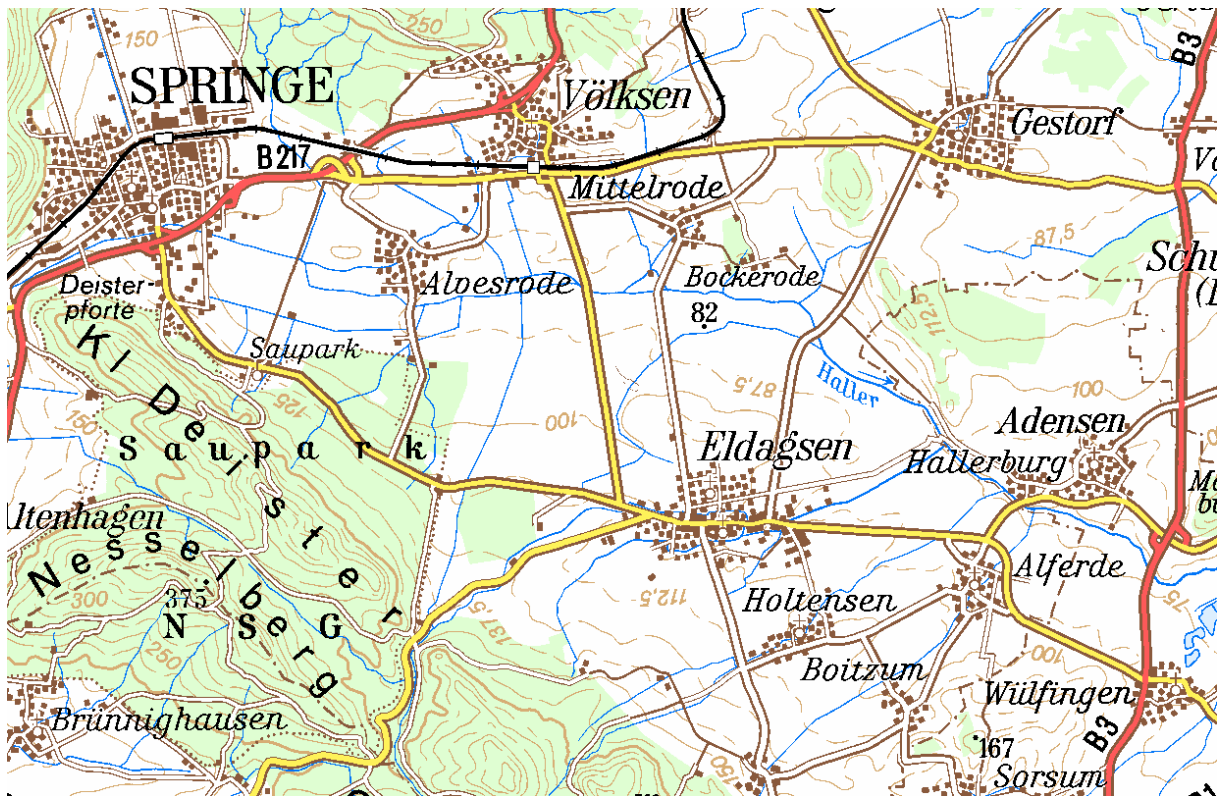 250
150
B3
SPRINGE
Völksen
Gestorf
B 217
Mittelrode
87,5
Schu
(L
Bockerode
Alvesrode
Deister-
pforte
82
112,5
Saupark
Haller
Kl Deister
125
87,5
100
150
100
Saupark
Eldagsen
Adensen
Hallerburg
Altenhagen
Nesselberg
Alferde
375
300
112,5
Holtensen
75
N S G
137,5
250
100
Boitzum
Wülfingen
Brünnighausen
B3
167
150
Sorsum